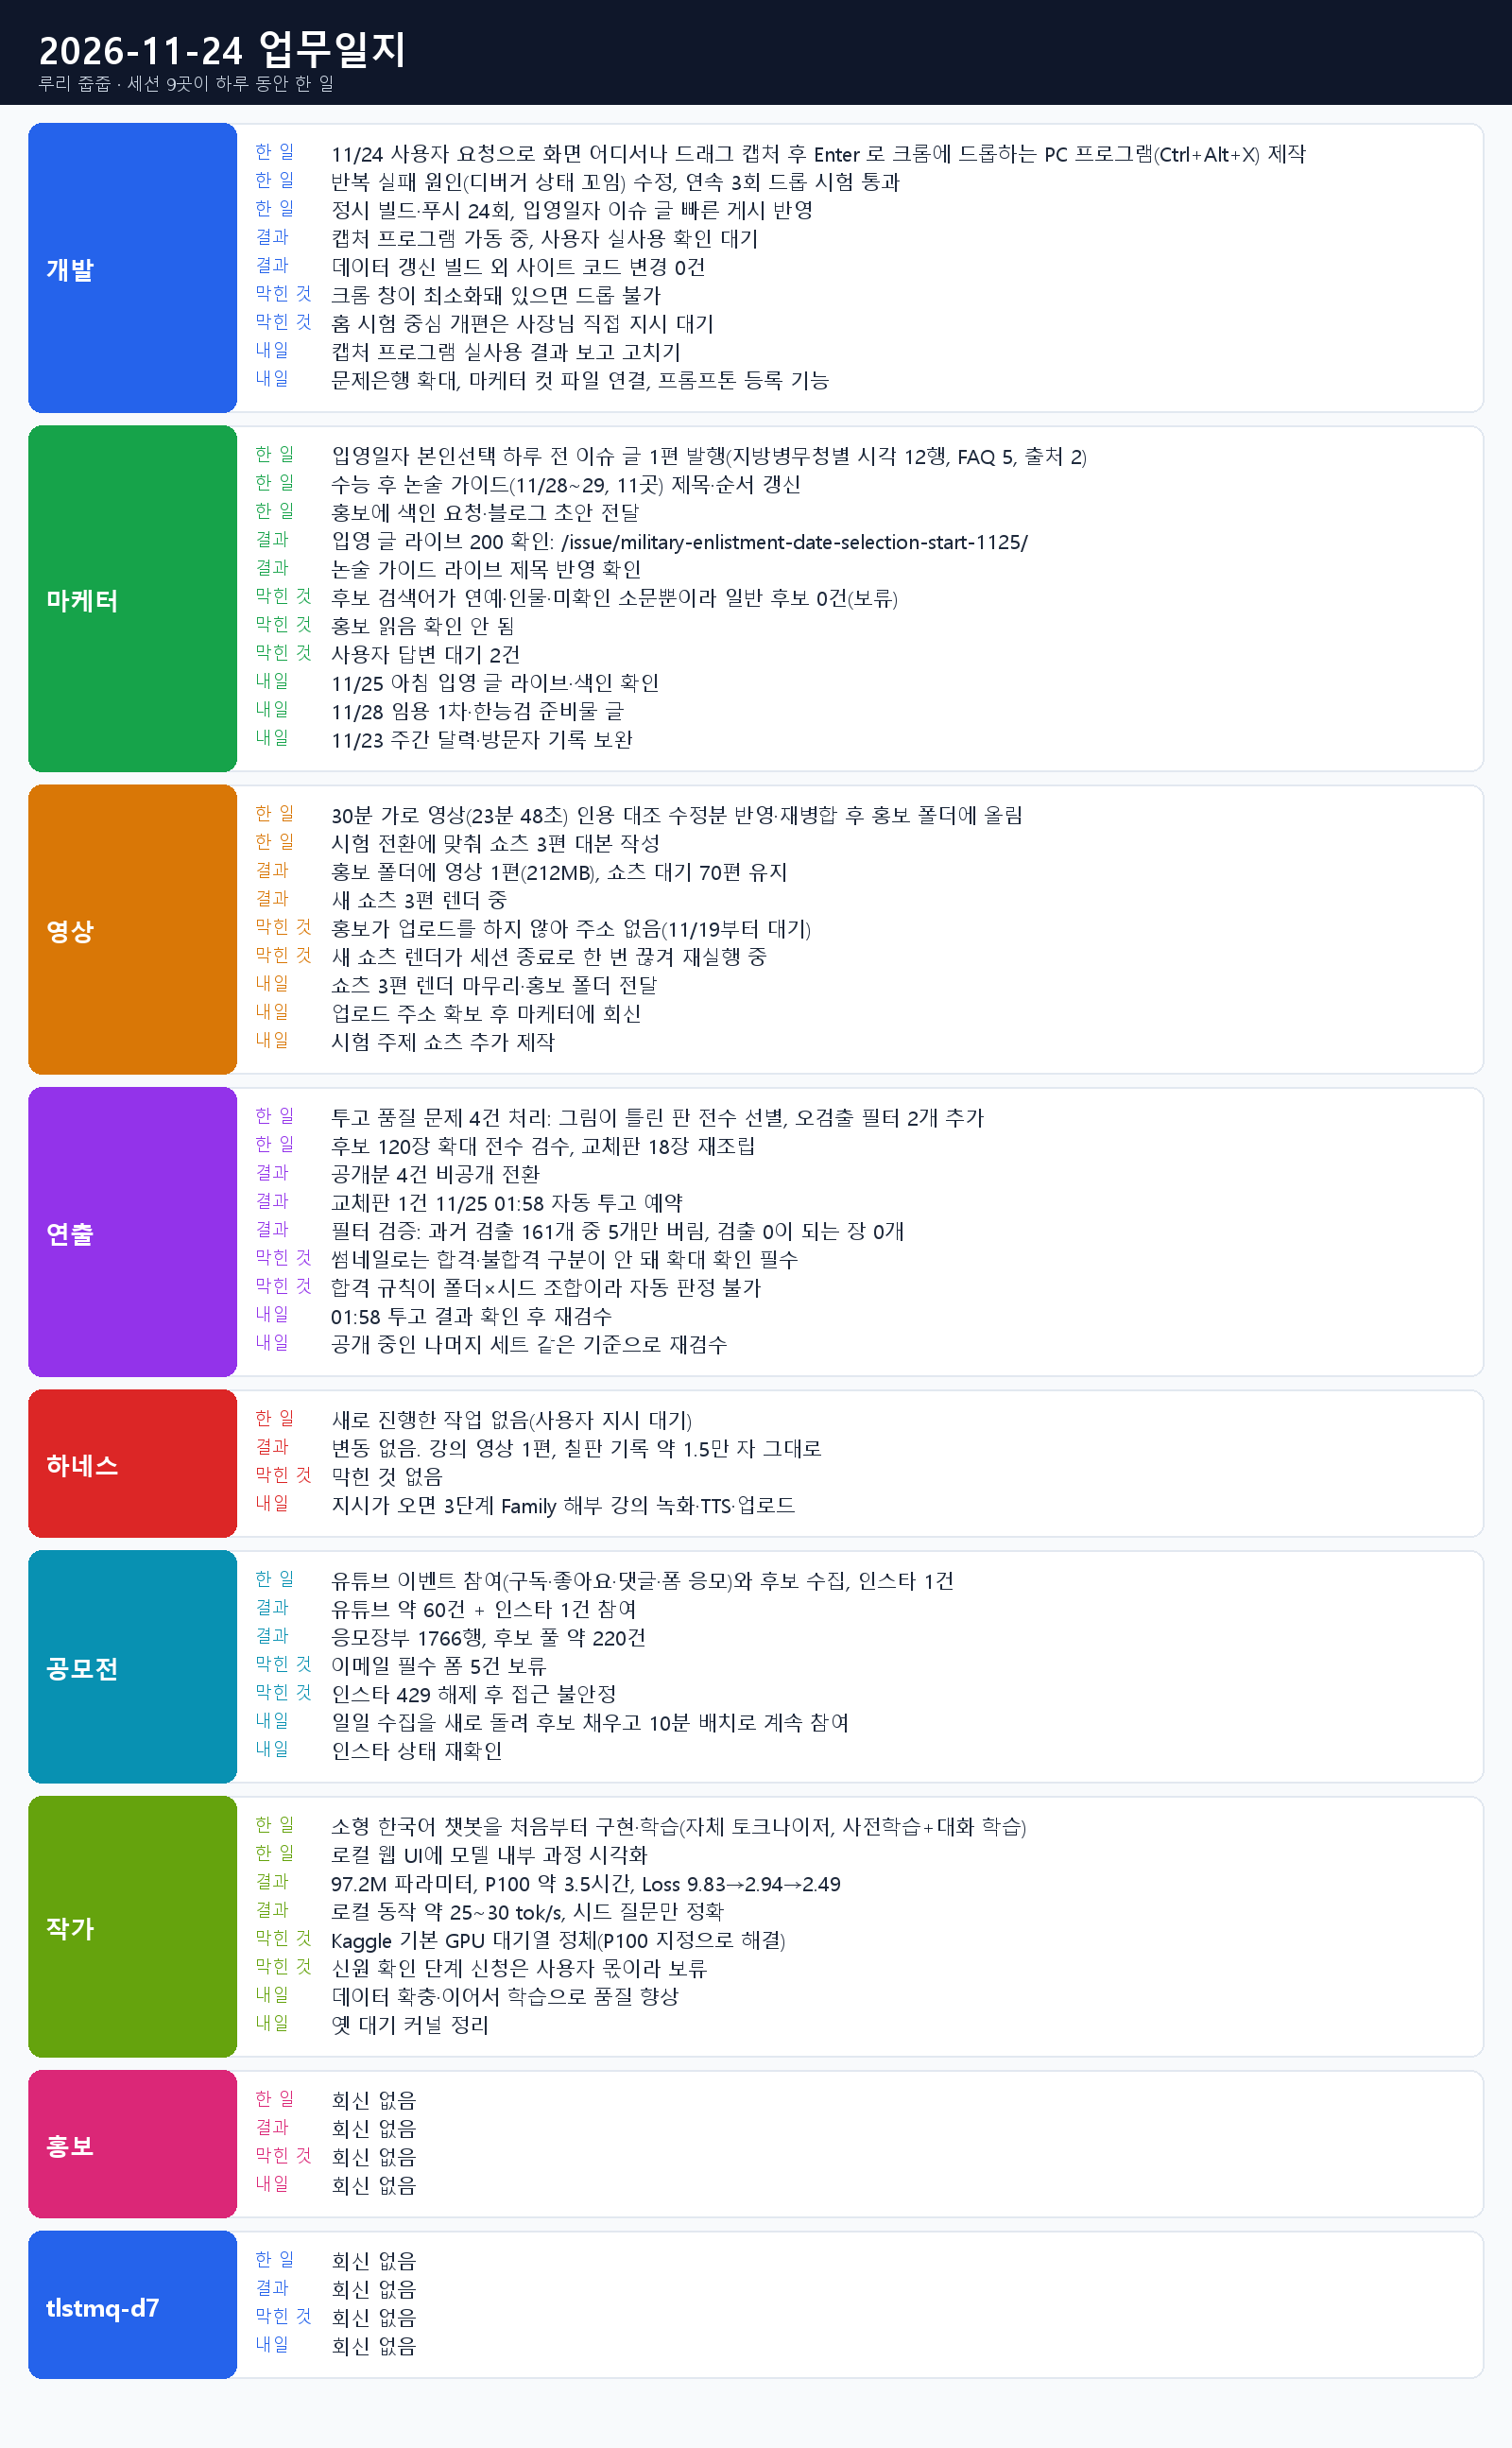 2026-11-24 업무일지
루리 줍줍 · 세션 9곳이 하루 동안 한 일
개발
한 일 11/24 사용자 요청으로 화면 어디서나 드래그 캡처 후 Enter 로 크롬에 드롭하는 PC 프로그램(Ctrl+Alt+X) 제작
한 일 반복 실패 원인(디버거 상태 꼬임) 수정, 연속 3회 드롭 시험 통과
한 일 정시 빌드·푸시 24회, 입영일자 이슈 글 빠른 게시 반영
결과 캡처 프로그램 가동 중, 사용자 실사용 확인 대기
결과 데이터 갱신 빌드 외 사이트 코드 변경 0건
막힌 것 크롬 창이 최소화돼 있으면 드롭 불가
막힌 것 홈 시험 중심 개편은 사장님 직접 지시 대기
내일 캡처 프로그램 실사용 결과 보고 고치기
내일 문제은행 확대, 마케터 컷 파일 연결, 프롬프톤 등록 기능
마케터
한 일 입영일자 본인선택 하루 전 이슈 글 1편 발행(지방병무청별 시각 12행, FAQ 5, 출처 2)
한 일 수능 후 논술 가이드(11/28~29, 11곳) 제목·순서 갱신
한 일 홍보에 색인 요청·블로그 초안 전달
결과 입영 글 라이브 200 확인: /issue/military-enlistment-date-selection-start-1125/
결과 논술 가이드 라이브 제목 반영 확인
막힌 것 후보 검색어가 연예·인물·미확인 소문뿐이라 일반 후보 0건(보류)
막힌 것 홍보 읽음 확인 안 됨
막힌 것 사용자 답변 대기 2건
내일 11/25 아침 입영 글 라이브·색인 확인
내일 11/28 임용 1차·한능검 준비물 글
내일 11/23 주간 달력·방문자 기록 보완
영상
한 일 30분 가로 영상(23분 48초) 인용 대조 수정분 반영·재병합 후 홍보 폴더에 올림
한 일 시험 전환에 맞춰 쇼츠 3편 대본 작성
결과 홍보 폴더에 영상 1편(212MB), 쇼츠 대기 70편 유지
결과 새 쇼츠 3편 렌더 중
막힌 것 홍보가 업로드를 하지 않아 주소 없음(11/19부터 대기)
막힌 것 새 쇼츠 렌더가 세션 종료로 한 번 끊겨 재실행 중
내일 쇼츠 3편 렌더 마무리·홍보 폴더 전달
내일 업로드 주소 확보 후 마케터에 회신
내일 시험 주제 쇼츠 추가 제작
연출
한 일 투고 품질 문제 4건 처리: 그림이 틀린 판 전수 선별, 오검출 필터 2개 추가
한 일 후보 120장 확대 전수 검수, 교체판 18장 재조립
결과 공개분 4건 비공개 전환
결과 교체판 1건 11/25 01:58 자동 투고 예약
결과 필터 검증: 과거 검출 161개 중 5개만 버림, 검출 0이 되는 장 0개
막힌 것 썸네일로는 합격·불합격 구분이 안 돼 확대 확인 필수
막힌 것 합격 규칙이 폴더×시드 조합이라 자동 판정 불가
내일 01:58 투고 결과 확인 후 재검수
내일 공개 중인 나머지 세트 같은 기준으로 재검수
하네스
한 일 새로 진행한 작업 없음(사용자 지시 대기)
결과 변동 없음. 강의 영상 1편, 칠판 기록 약 1.5만 자 그대로
막힌 것 막힌 것 없음
내일 지시가 오면 3단계 Family 해부 강의 녹화·TTS·업로드
공모전
한 일 유튜브 이벤트 참여(구독·좋아요·댓글·폼 응모)와 후보 수집, 인스타 1건
결과 유튜브 약 60건 + 인스타 1건 참여
결과 응모장부 1766행, 후보 풀 약 220건
막힌 것 이메일 필수 폼 5건 보류
막힌 것 인스타 429 해제 후 접근 불안정
내일 일일 수집을 새로 돌려 후보 채우고 10분 배치로 계속 참여
내일 인스타 상태 재확인
작가
한 일 소형 한국어 챗봇을 처음부터 구현·학습(자체 토크나이저, 사전학습+대화 학습)
한 일 로컬 웹 UI에 모델 내부 과정 시각화
결과 97.2M 파라미터, P100 약 3.5시간, Loss 9.83→2.94→2.49
결과 로컬 동작 약 25~30 tok/s, 시드 질문만 정확
막힌 것 Kaggle 기본 GPU 대기열 정체(P100 지정으로 해결)
막힌 것 신원 확인 단계 신청은 사용자 몫이라 보류
내일 데이터 확충·이어서 학습으로 품질 향상
내일 옛 대기 커널 정리
홍보
한 일 회신 없음
결과 회신 없음
막힌 것 회신 없음
내일 회신 없음
tlstmq-d7
한 일 회신 없음
결과 회신 없음
막힌 것 회신 없음
내일 회신 없음